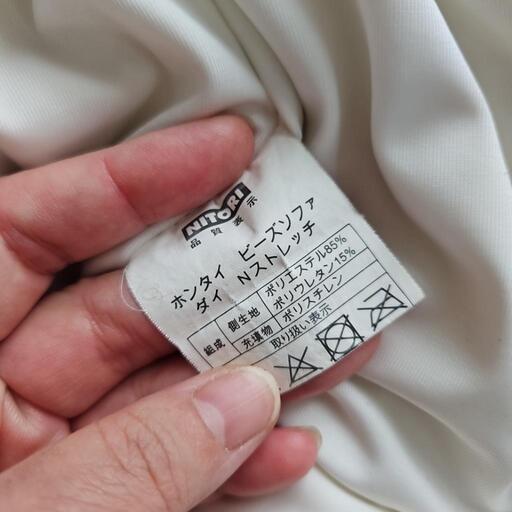 NITORI
品質表示
ホンタイ ビーズソファ
ダイ Nストレッチ
組成
側生地
ポリエステル85%
ポリウレタン15%
充填物
ポリスチレン
取り扱い表示